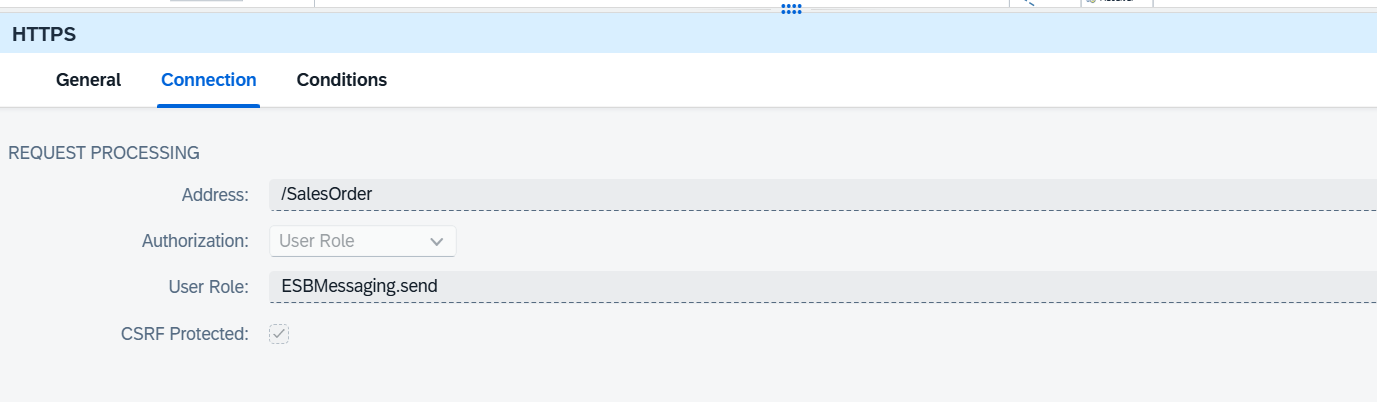 HTTPS
General Connection Conditions
REQUEST PROCESSING
Address: /SalesOrder
Authorization: User Role
User Role: ESBMessaging.send
CSRF Protected: